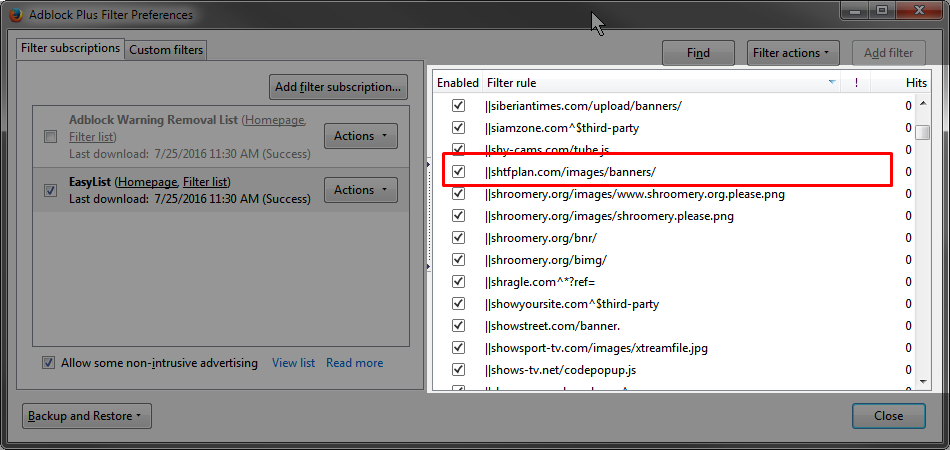 Adblock Plus Filter Preferences
Filter subscriptions Custom filters
Find Filter actions Add filter
Add filter subscription...
Adblock Warning Removal List (Homepage,
Filter list)
Last download: 7/25/2016 11:30 AM (Success)
Actions
EasyList (Homepage, Filter list)
Last download: 7/25/2016 11:30 AM (Success)
Actions
Allow some non-intrusive advertising View list Read more
Enabled Filter rule ! Hits
||siberiantimes.com/upload/banners/ 0
||siamzone.com^$third-party 0
||shy-cams.com/tube.js 0
||shtfplan.com/images/banners/ 0
||shroomery.org/images/www.shroomery.org.please.png 0
||shroomery.org/images/shroomery.please.png 0
||shroomery.org/bnr/ 0
||shroomery.org/bimg/ 0
||shragle.com^*?ref= 0
||showyoursite.com^$third-party 0
||showstreet.com/banner. 0
||showsport-tv.com/images/xtreamfile.jpg 0
||shows-tv.net/codepopup.js 0
Backup and Restore Close